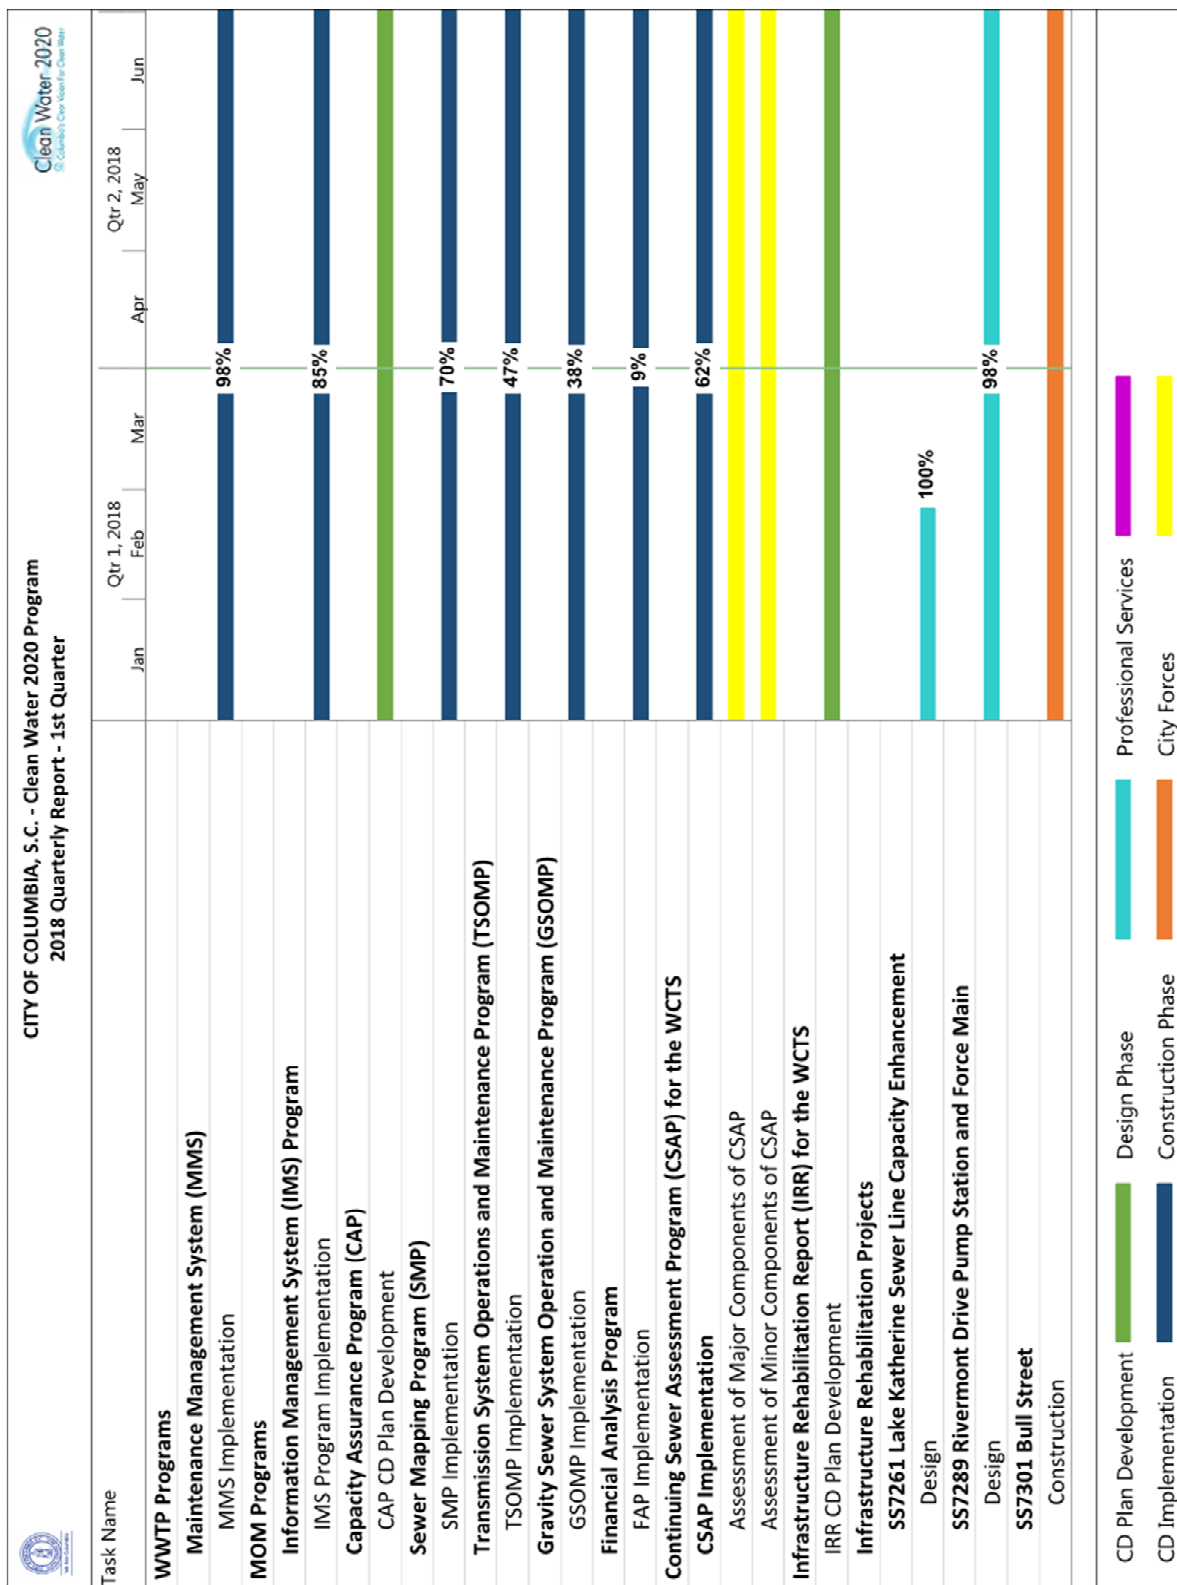 CITY OF COLUMBIA, S.C. - Clean Water 2020 Program
2018 Quarterly Report - 1st Quarter
Clean Water 2020
Columbia's Clear Vision For Clean Water
Task Name
Qtr 1, 2018
Qtr 2, 2018
Jan
Feb
Mar
Apr
May
Jun
WWTP Programs
Maintenance Management System (MMS)
MMS Implementation
98%
MOM Programs
Information Management System (IMS) Program
IMS Program Implementation
85%
Capacity Assurance Program (CAP)
CAP CD Plan Development
Sewer Mapping Program (SMP)
SMP Implementation
70%
Transmission System Operations and Maintenance Program (TSOMP)
TSOMP Implementation
47%
Gravity Sewer System Operation and Maintenance Program (GSOMP)
GSOMP Implementation
38%
Financial Analysis Program
FAP Implementation
9%
Continuing Sewer Assessment Program (CSAP) for the WCTS
CSAP Implementation
62%
Assessment of Major Components of CSAP
Assessment of Minor Components of CSAP
Infrastructure Rehabilitation Report (IRR) for the WCTS
IRR CD Plan Development
Infrastructure Rehabilitation Projects
SS7261 Lake Katherine Sewer Line Capacity Enhancement
Design
100%
SS7289 Rivermont Drive Pump Station and Force Main
Design
98%
SS7301 Bull Street
Construction
CD Plan Development
Design Phase
Professional Services
CD Implementation
Construction Phase
City Forces